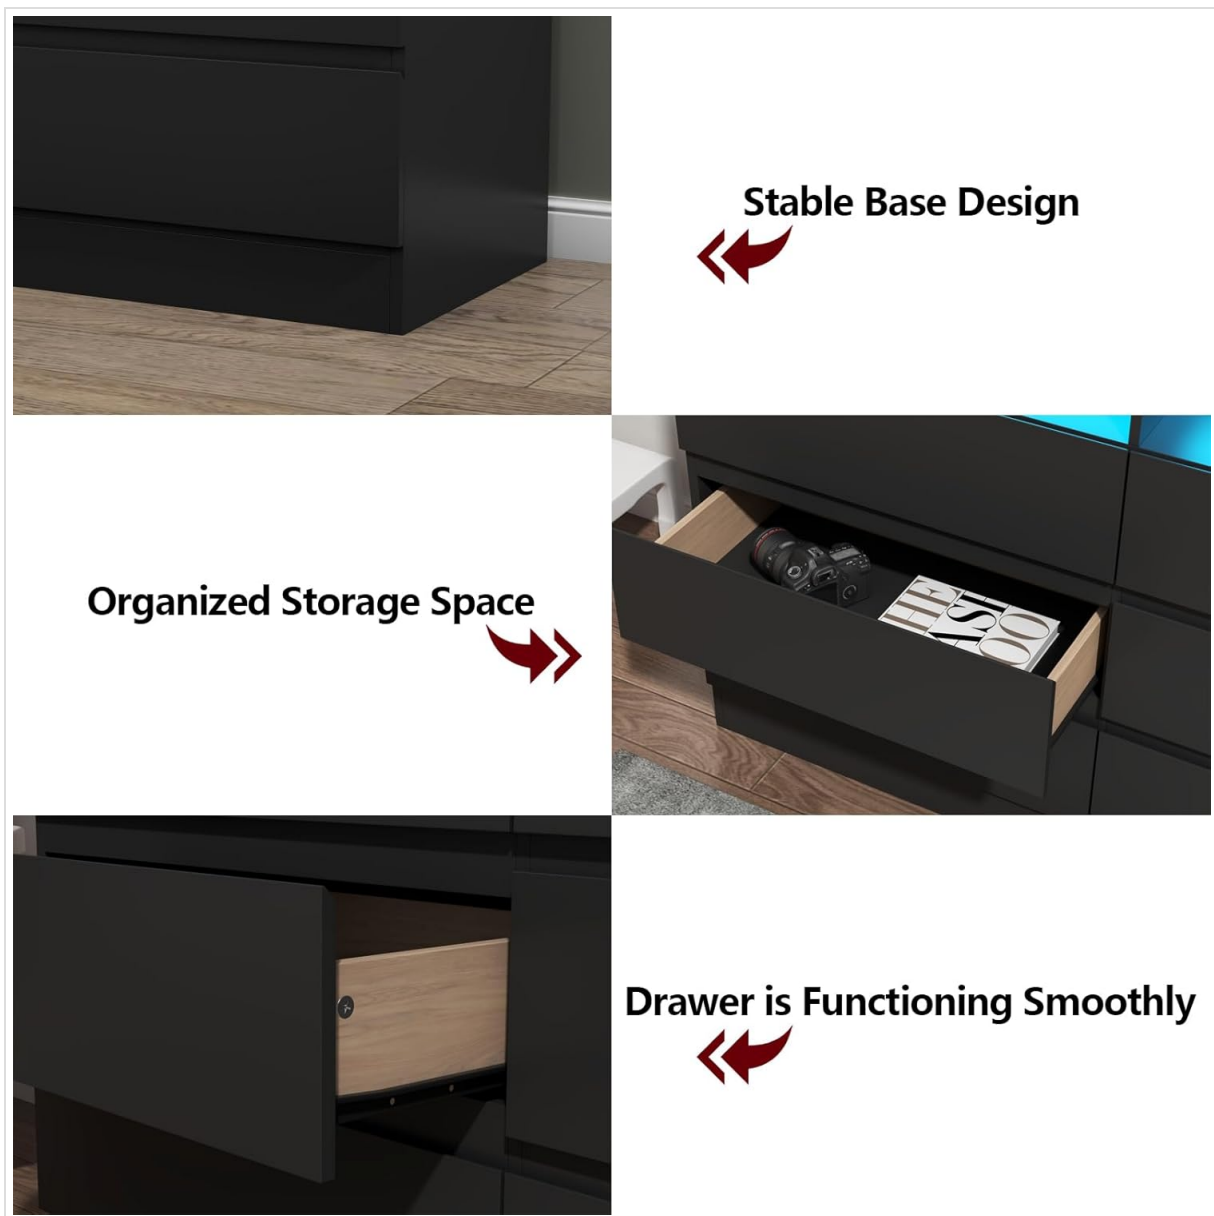 Stable Base Design
Organized Storage Space
Drawer is Functioning Smoothly